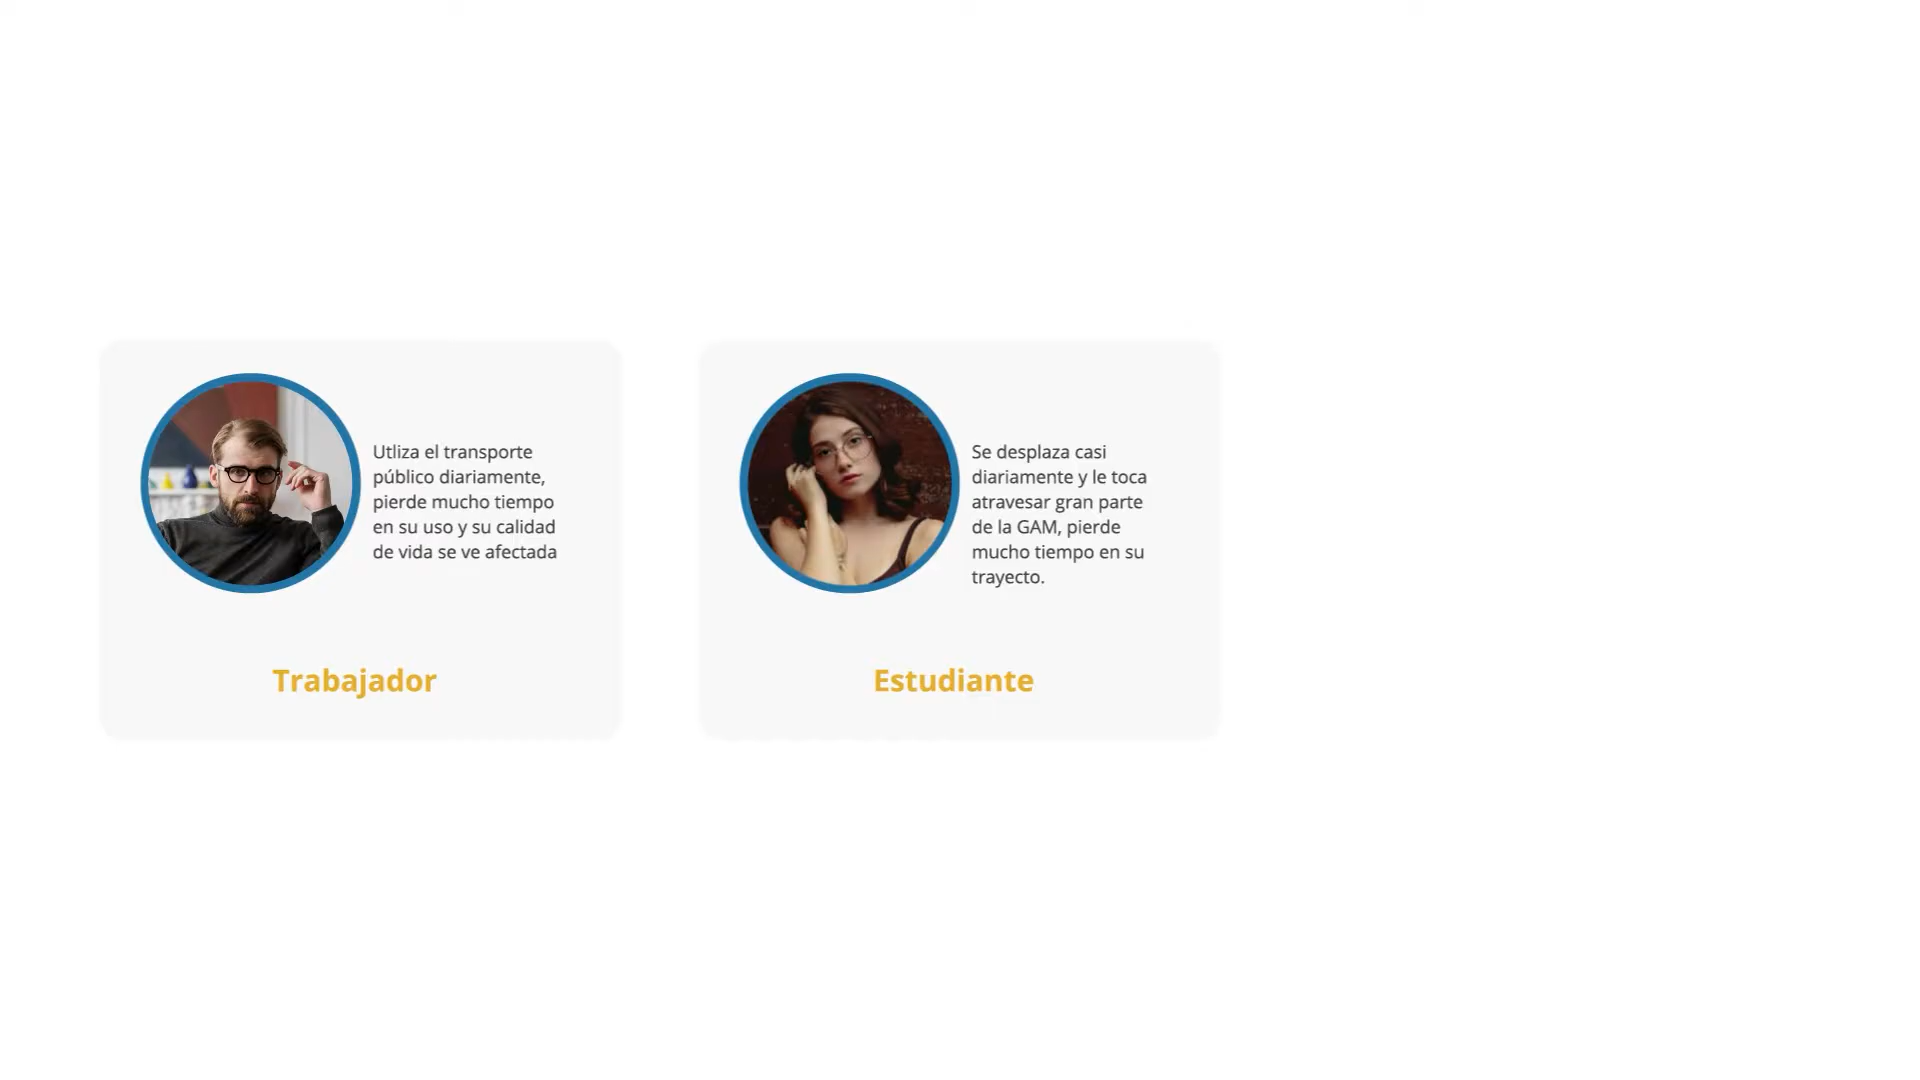 Utliza el transporte
público diariamente,
pierde mucho tiempo
en su uso y su calidad
de vida se ve afectada
Trabajador
Se desplaza casi
diariamente y le toca
atravesar gran parte
de la GAM, pierde
mucho tiempo en su
trayecto.
Estudiante